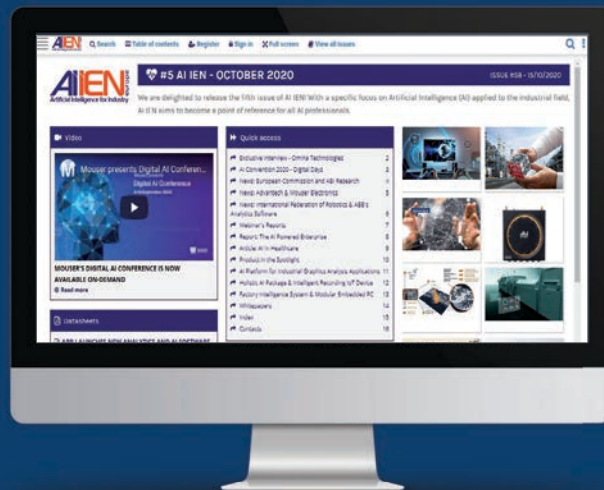 AI IEN Search Table of contents Register Sign in Full screen View all issues
AI IEN europe
Artificial Intelligence for Industry
#5 AI IEN - OCTOBER 2020
ISSUE #58 - 15/10/2020
We are delighted to release the fifth issue of AI IEN! With a specific focus on Artificial Intelligence (AI) applied to the industrial field,
AI IEN aims to become a point of reference for all AI professionals.
Video
Mouser presents Digital AI Conferen...
Digital AI Conference
MOUSER'S DIGITAL AI CONFERENCE IS NOW
AVAILABLE ON-DEMAND
Read more
Datasheets
ABB LAUNCHES NEW ANALYTICS AND AI SOFTWARE
Quick access
Exclusive Interview - Omina Technologies 2
AI Convention 2020 - Digital Days 3
News: European Commission and ABI Research 4
News: Advantech & Mouser Electronics 5
News: International Federation of Robotics & ABB's
Analytics Software 6
Webinar's Reports 7
Report: The AI Powered Enterprise 8
Article: AI in Healthcare 9
Product in the Spotlight 10
AI Platform for Industrial Graphics Analysis Applications 11
Holistic AI Package & Intelligent Recording IoT Device 12
Factory Intelligence System & Modular Embedded PC 13
Whitepapers 14
Index 15
Contacts 16